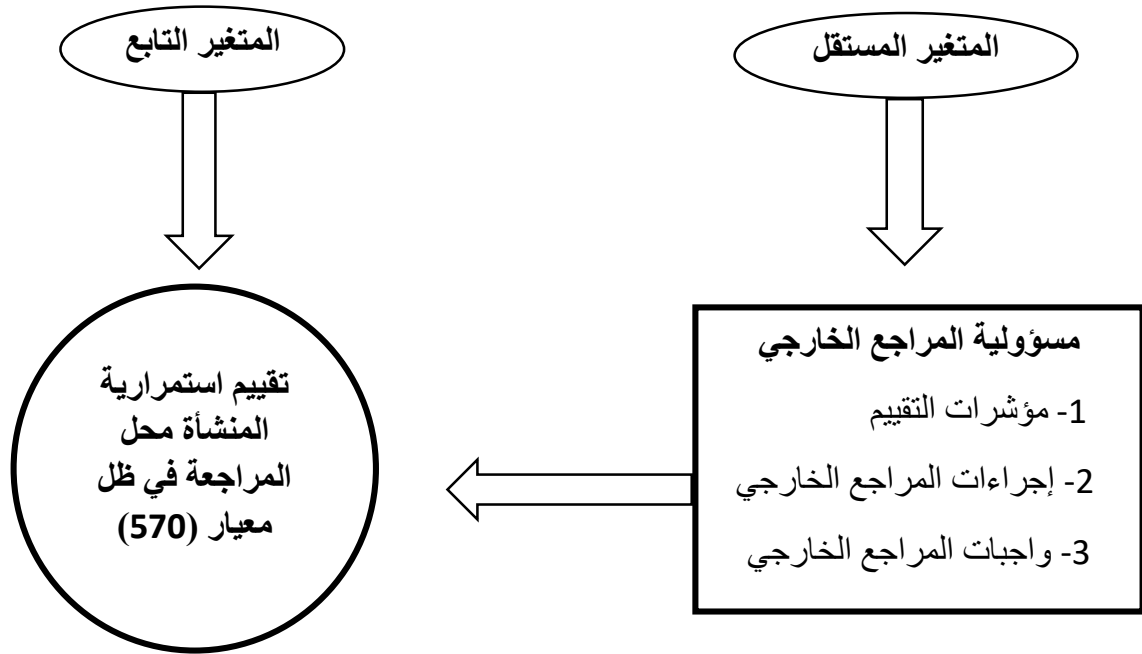 المتغير المستقل
المتغير التابع
مسؤولية المراجع الخارجي
1- مؤشرات التقييم
2- إجراءات المراجع الخارجي
3- واجبات المراجع الخارجي
تقييم استمرارية
المنشأة محل
المراجعة في ظل
معيار (570)